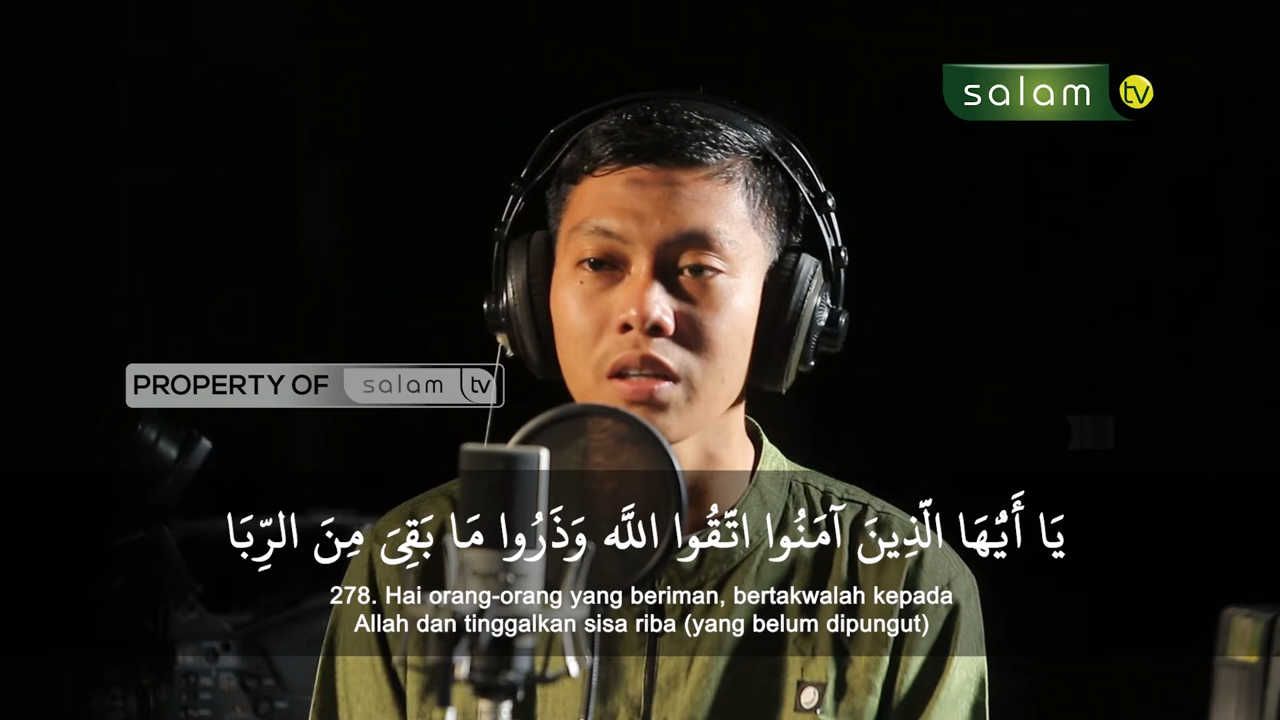 salam tv
PROPERTY OF salam tv
يَا أَيُّهَا الَّذِينَ آمَنُوا اتَّقُوا اللَّه وَذَرُوا مَا بَقِيَ مِنَ الرِّبَا
278. Hai orang-orang yang beriman, bertakwalah kepada
Allah dan tinggalkan sisa riba (yang belum dipungut)